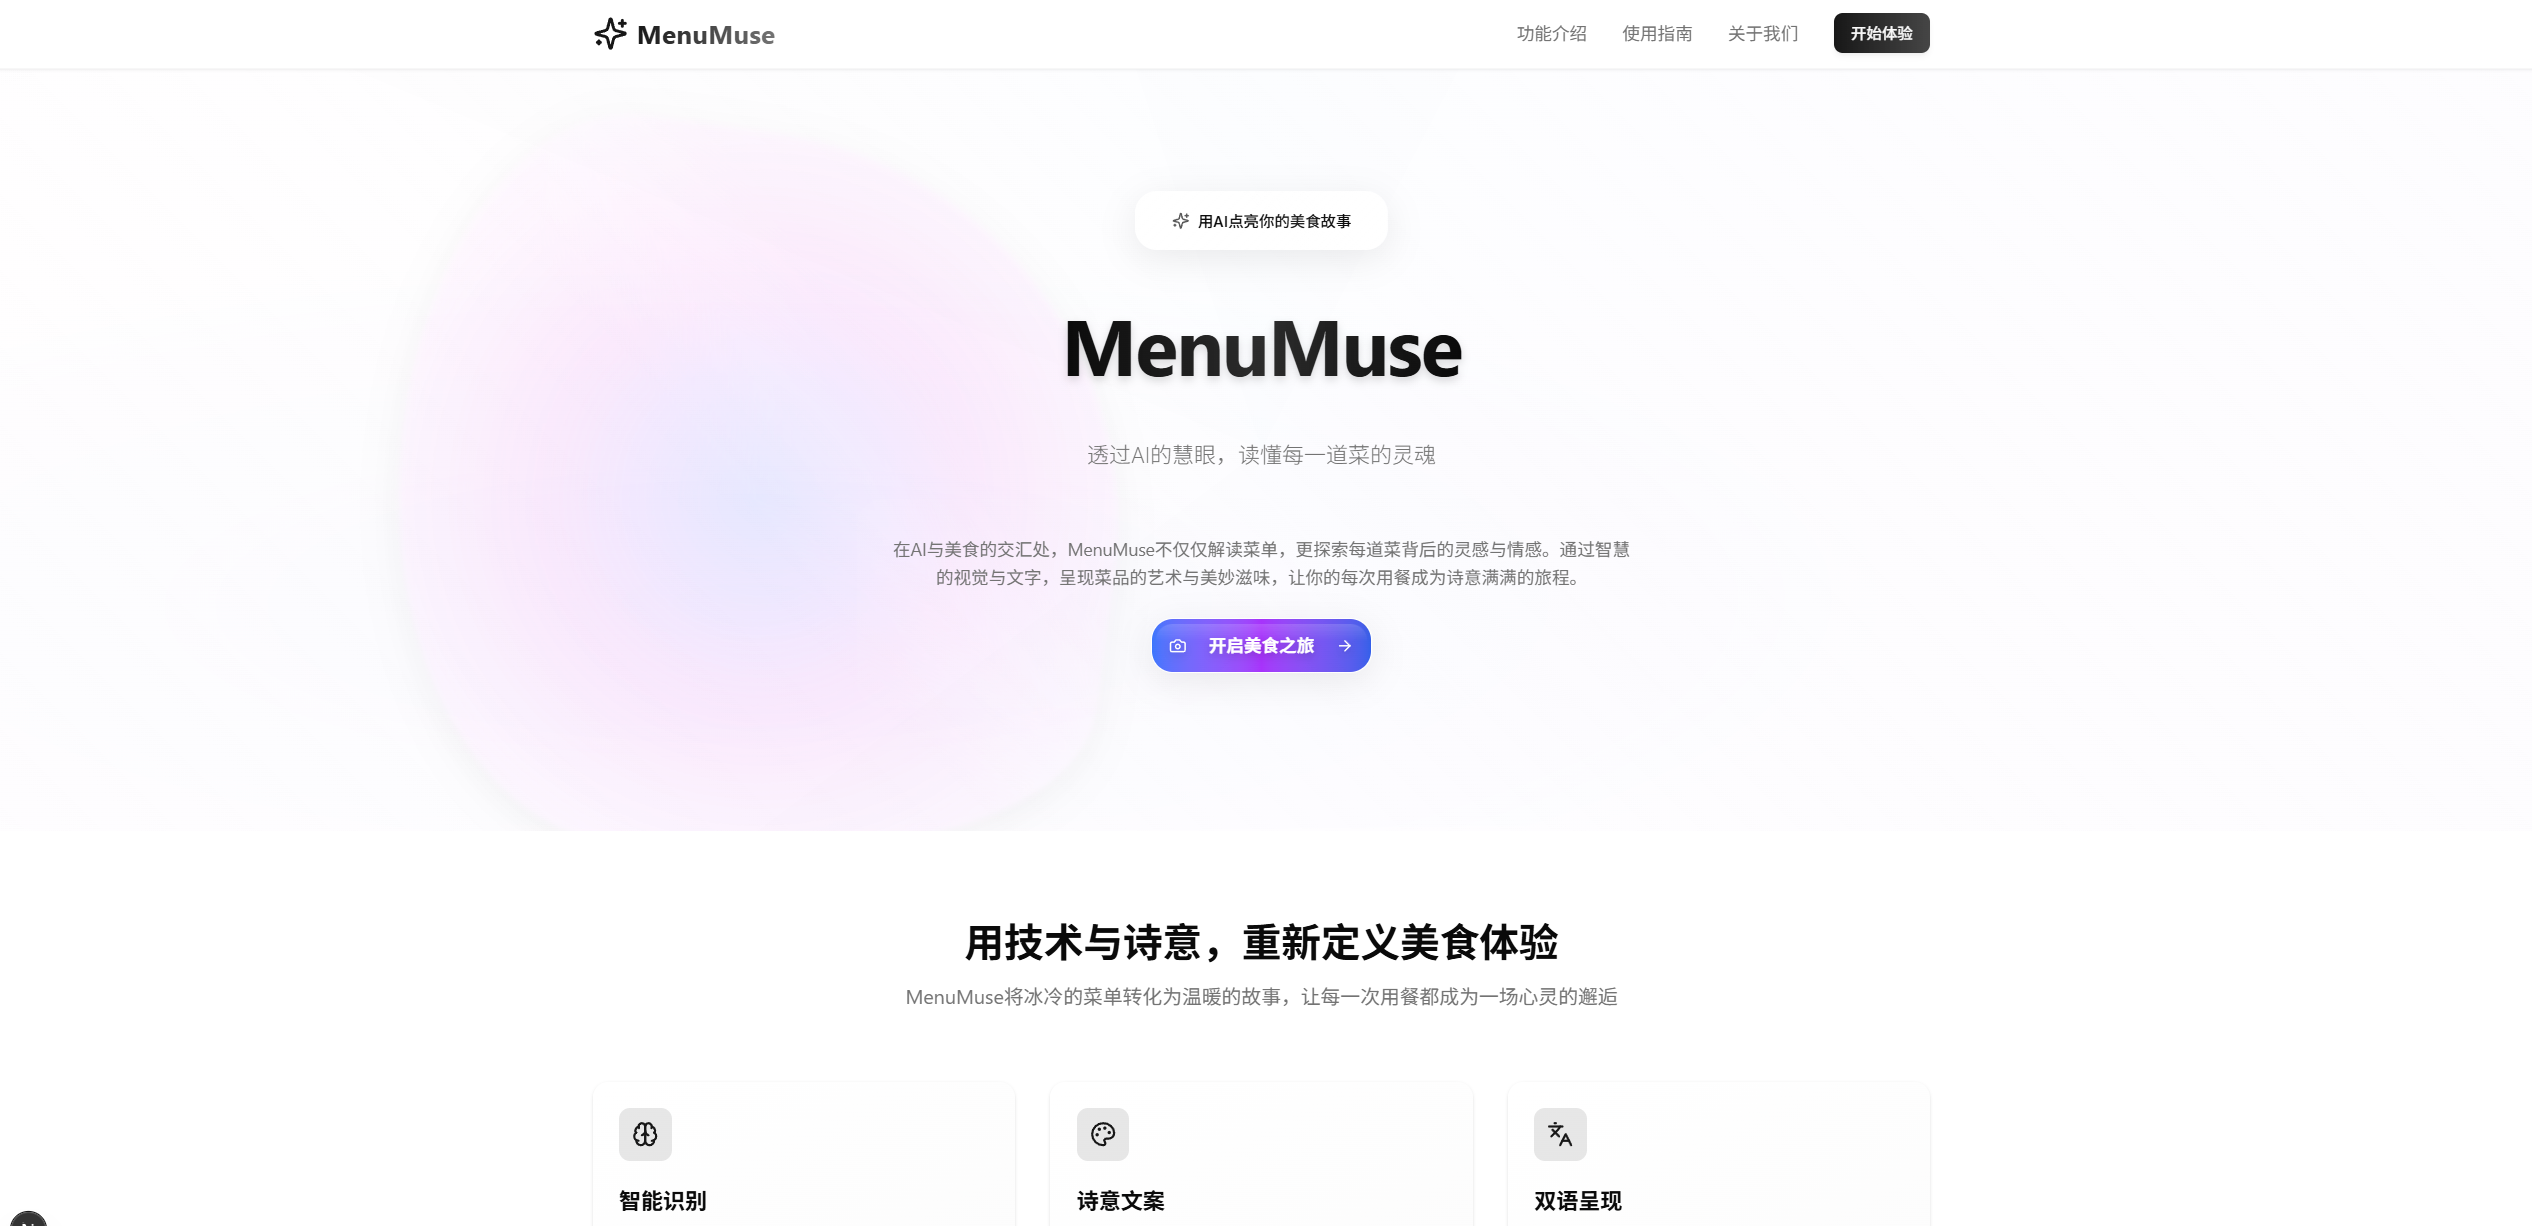 MenuMuse
功能介绍
使用指南
关于我们
开始体验
用AI点亮你的美食故事
MenuMuse
透过AI的慧眼，读懂每一道菜的灵魂
在AI与美食的交汇处，MenuMuse不仅仅解读菜单，更探索每道菜背后的灵感与情感。通过智慧
的视觉与文字，呈现菜品的艺术与美妙滋味，让你的每次用餐成为诗意满满的旅程。
开启美食之旅
用技术与诗意，重新定义美食体验
MenuMuse将冰冷的菜单转化为温暖的故事，让每一次用餐都成为一场心灵的邂逅
智能识别
诗意文案
双语呈现